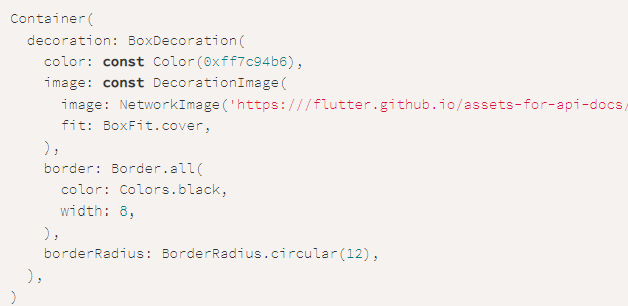 Container(
  decoration: BoxDecoration(
    color: const Color(0xff7c94b6),
    image: const DecorationImage(
      image: NetworkImage('https:///flutter.github.io/assets-for-api-docs/
      fit: BoxFit.cover,
    ),
    border: Border.all(
      color: Colors.black,
      width: 8,
    ),
    borderRadius: BorderRadius.circular(12),
  ),
)